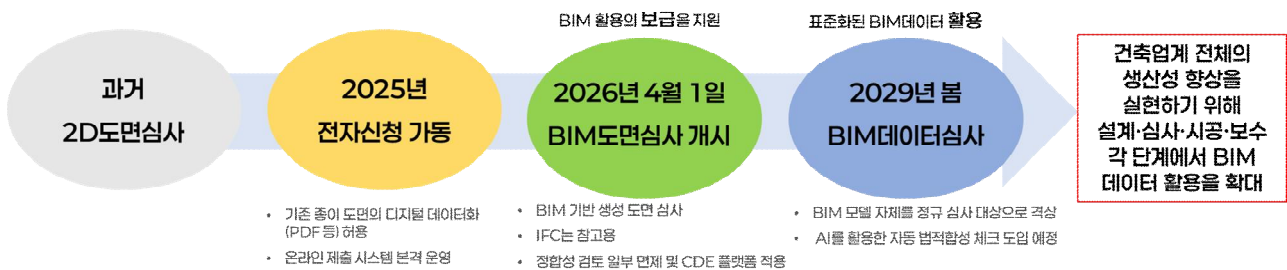 과거
2D도면심사
2025년
전자신청 가동
• 기존 종이 도면의 디지털 데이터화
(PDF 등) 허용
• 온라인 제출 시스템 본격 운영
BIM 활용의 보급을 지원
2026년 4월 1일
BIM도면심사 개시
• BIM 기반 생성 도면 심사
• IFC는 참고용
• 정합성 검토 일부 면제 및 CDE 플랫폼 적용
표준화된 BIM데이터 활용
2029년 봄
BIM데이터심사
• BIM 모델 자체를 정규 심사 대상으로 격상
• AI를 활용한 자동 법적합성 체크 도입 예정
건축업계 전체의
생산성 향상을
실현하기 위해
설계·심사·시공·보수
각 단계에서 BIM
데이터 활용을 확대